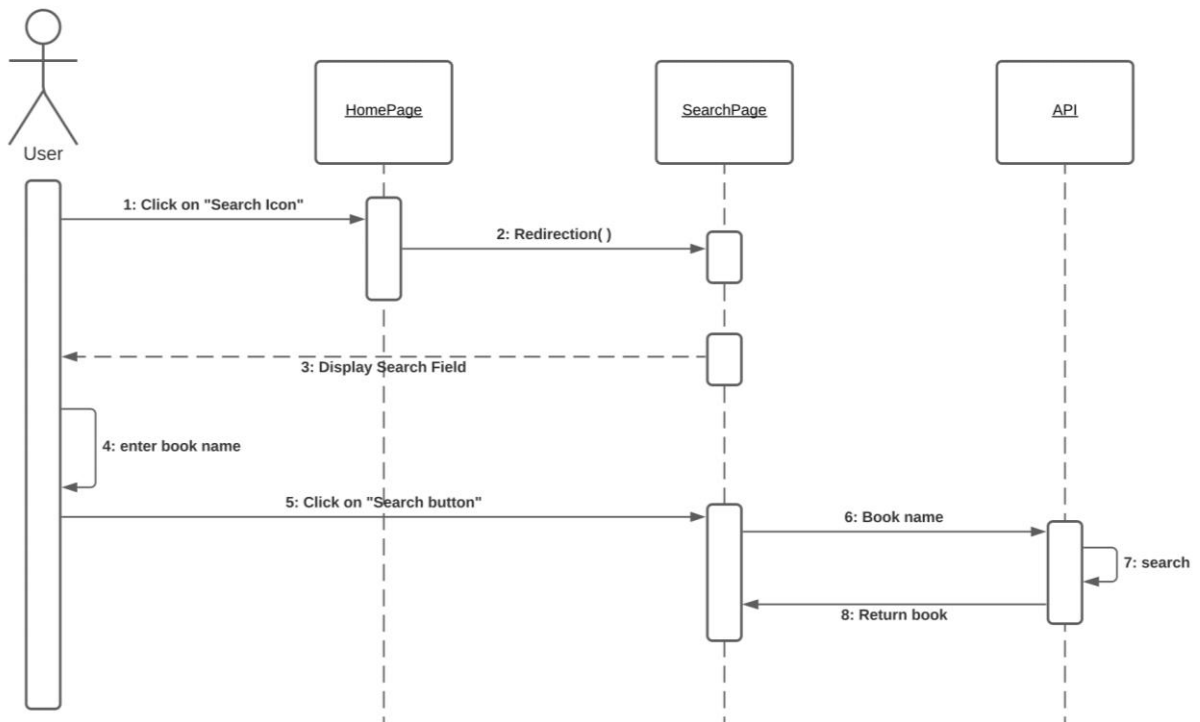 HomePage
SearchPage
API
User
1: Click on "Search Icon"
2: Redirection( )
3: Display Search Field
4: enter book name
5: Click on "Search button"
6: Book name
7: search
8: Return book